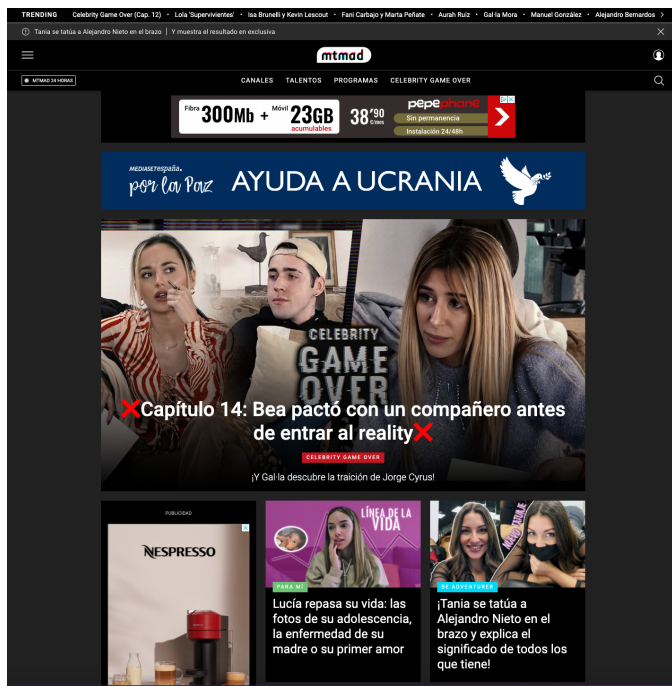 TRENDING Celebrity Game Over (Cap. 12) • Lola 'Supervivientes' • Isa Brunelli y Kevin Lescout • Fani Carbajo y Marta Peñate • Aurah Ruiz • Gal·la Mora • Manuel González • Alejandro Bernardos
Tania se tatúa a Alejandro Nieto en el brazo | Y muestra el resultado en exclusiva
mtmad
MTMAD 24 HORAS
CANALES TALENTOS PROGRAMAS CELEBRITY GAME OVER
Fibra 300Mb + Móvil 23GB acumulables 38'90 €/mes
pepephone
Sin permanencia
Instalación 24/48h
MEDIASETespaña.
por la Paz AYUDA A UCRANIA
CELEBRITY
GAME
OVER
❌Capítulo 14: Bea pactó con un compañero antes
de entrar al reality❌
CELEBRITY GAME OVER
¡Y Gal·la descubre la traición de Jorge Cyrus!
PUBLICIDAD
NESPRESSO
LÍNEA DE LA
VIDA
PARA MÍ
Lucía repasa su vida: las
fotos de su adolescencia,
la enfermedad de su
madre o su primer amor
NUEVO TATUAJE
BE ADVENTURER
¡Tania se tatúa a
Alejandro Nieto en el
brazo y explica el
significado de todos los
que tiene!